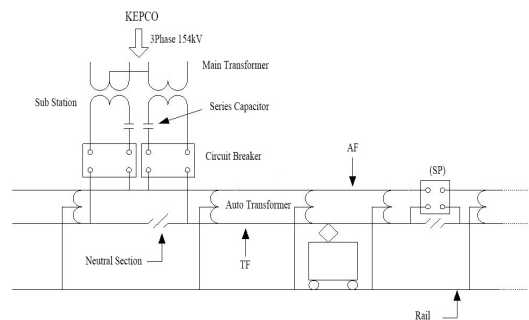 KEPCO
3Phase 154kV
Main Transformer
Sub Station
Series Capacitor
Circuit Breaker
AF
(SP)
Auto Transformer
Neutral Section
TF
Rail